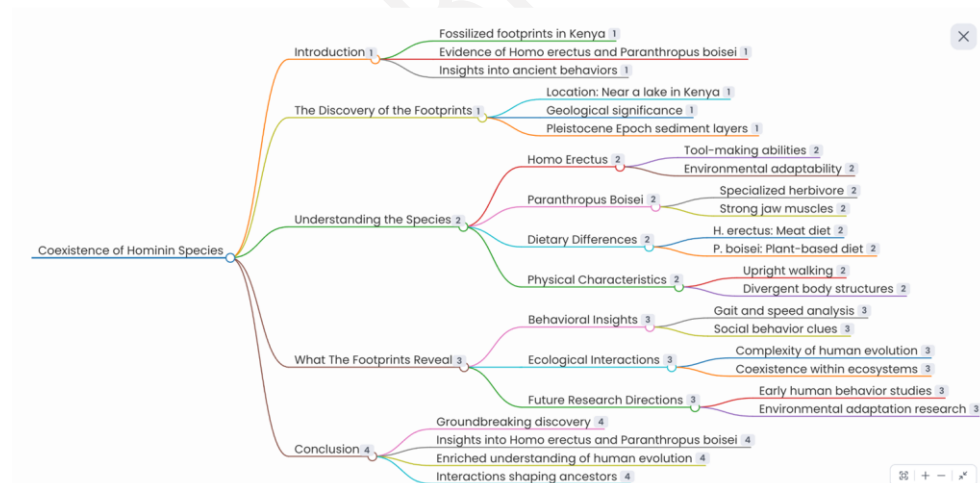 Coexistence of Hominin Species
Introduction 1
Fossilized footprints in Kenya 1
Evidence of Homo erectus and Paranthropus boisei 1
Insights into ancient behaviors 1
The Discovery of the Footprints 1
Location: Near a lake in Kenya 1
Geological significance 1
Pleistocene Epoch sediment layers 1
Understanding the Species 2
Homo Erectus 2
Tool-making abilities 2
Environmental adaptability 2
Paranthropus Boisei 2
Specialized herbivore 2
Strong jaw muscles 2
Dietary Differences 2
H. erectus: Meat diet 2
P. boisei: Plant-based diet 2
Physical Characteristics 2
Upright walking 2
Divergent body structures 2
What The Footprints Reveal 3
Behavioral Insights 3
Gait and speed analysis 3
Social behavior clues 3
Ecological Interactions 3
Complexity of human evolution 3
Coexistence within ecosystems 3
Future Research Directions 3
Early human behavior studies 3
Environmental adaptation research 3
Conclusion 4
Groundbreaking discovery 4
Insights into Homo erectus and Paranthropus boisei 4
Enriched understanding of human evolution 4
Interactions shaping ancestors 4